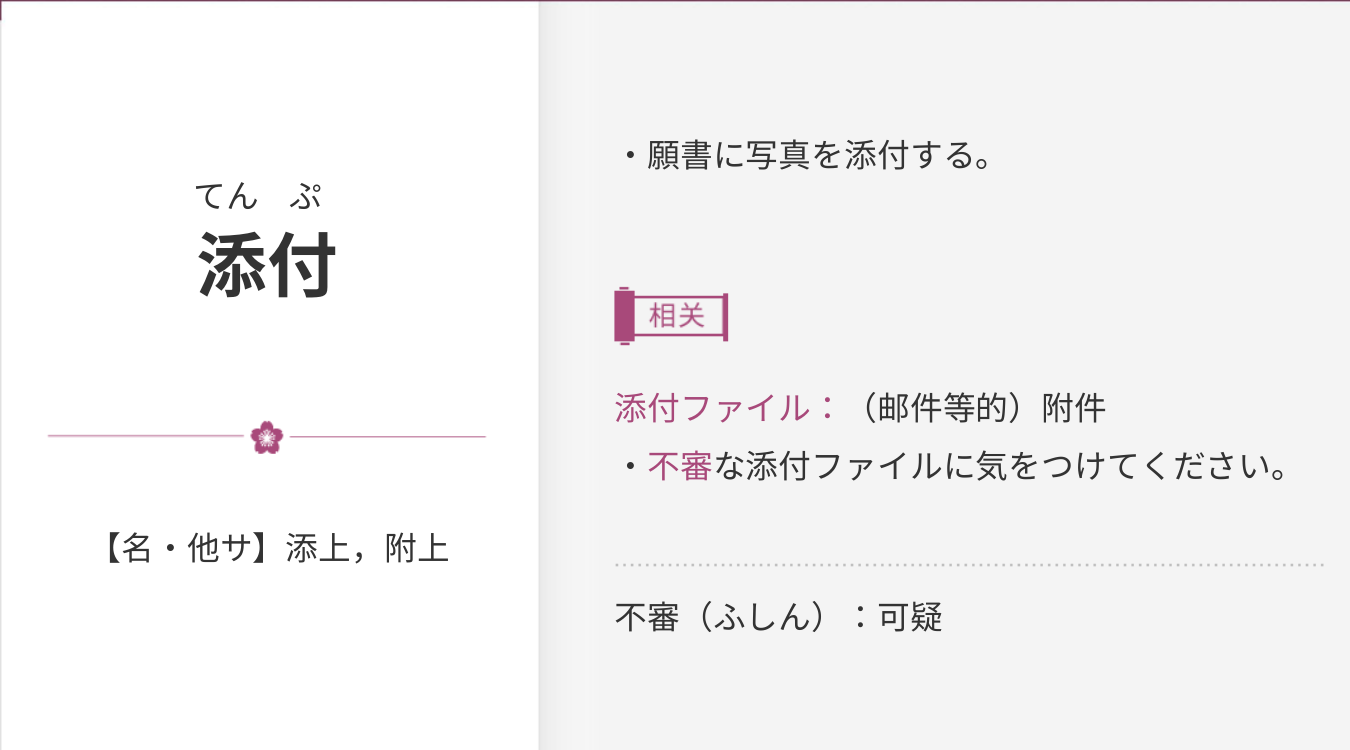 てん ぷ
添付
【名・他サ】添上，附上
・願書に写真を添付する。
相关
添付ファイル：（邮件等的）附件
・不審な添付ファイルに気をつけてください。
不審（ふしん）：可疑